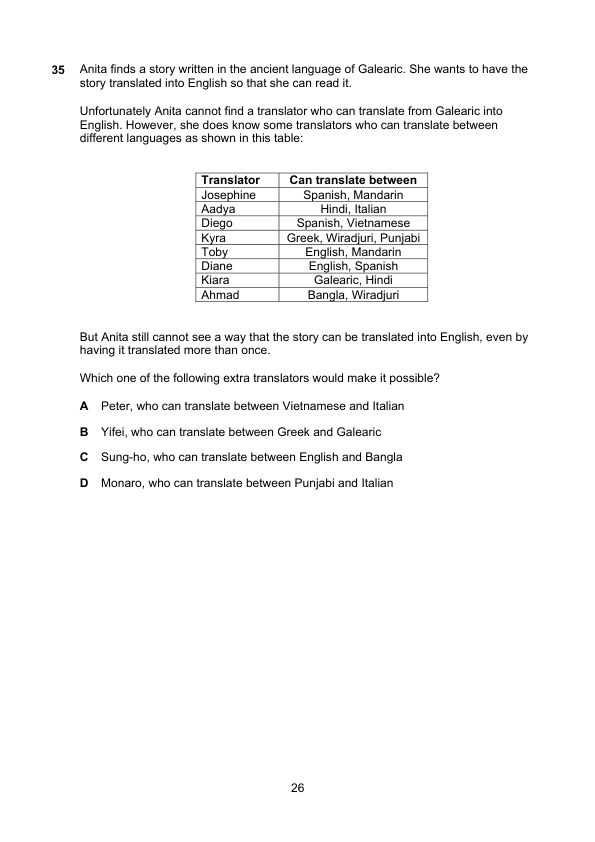 35 Anita finds a story written in the ancient language of Galearic. She wants to have the
story translated into English so that she can read it.
Unfortunately Anita cannot find a translator who can translate from Galearic into
English. However, she does know some translators who can translate between
different languages as shown in this table:
Translator Can translate between
Josephine Spanish, Mandarin
Aadya Hindi, Italian
Diego Spanish, Vietnamese
Kyra Greek, Wiradjuri, Punjabi
Toby English, Mandarin
Diane English, Spanish
Kiara Galearic, Hindi
Ahmad Bangla, Wiradjuri
But Anita still cannot see a way that the story can be translated into English, even by
having it translated more than once.
Which one of the following extra translators would make it possible?
A Peter, who can translate between Vietnamese and Italian
B Yifei, who can translate between Greek and Galearic
C Sung-ho, who can translate between English and Bangla
D Monaro, who can translate between Punjabi and Italian
26